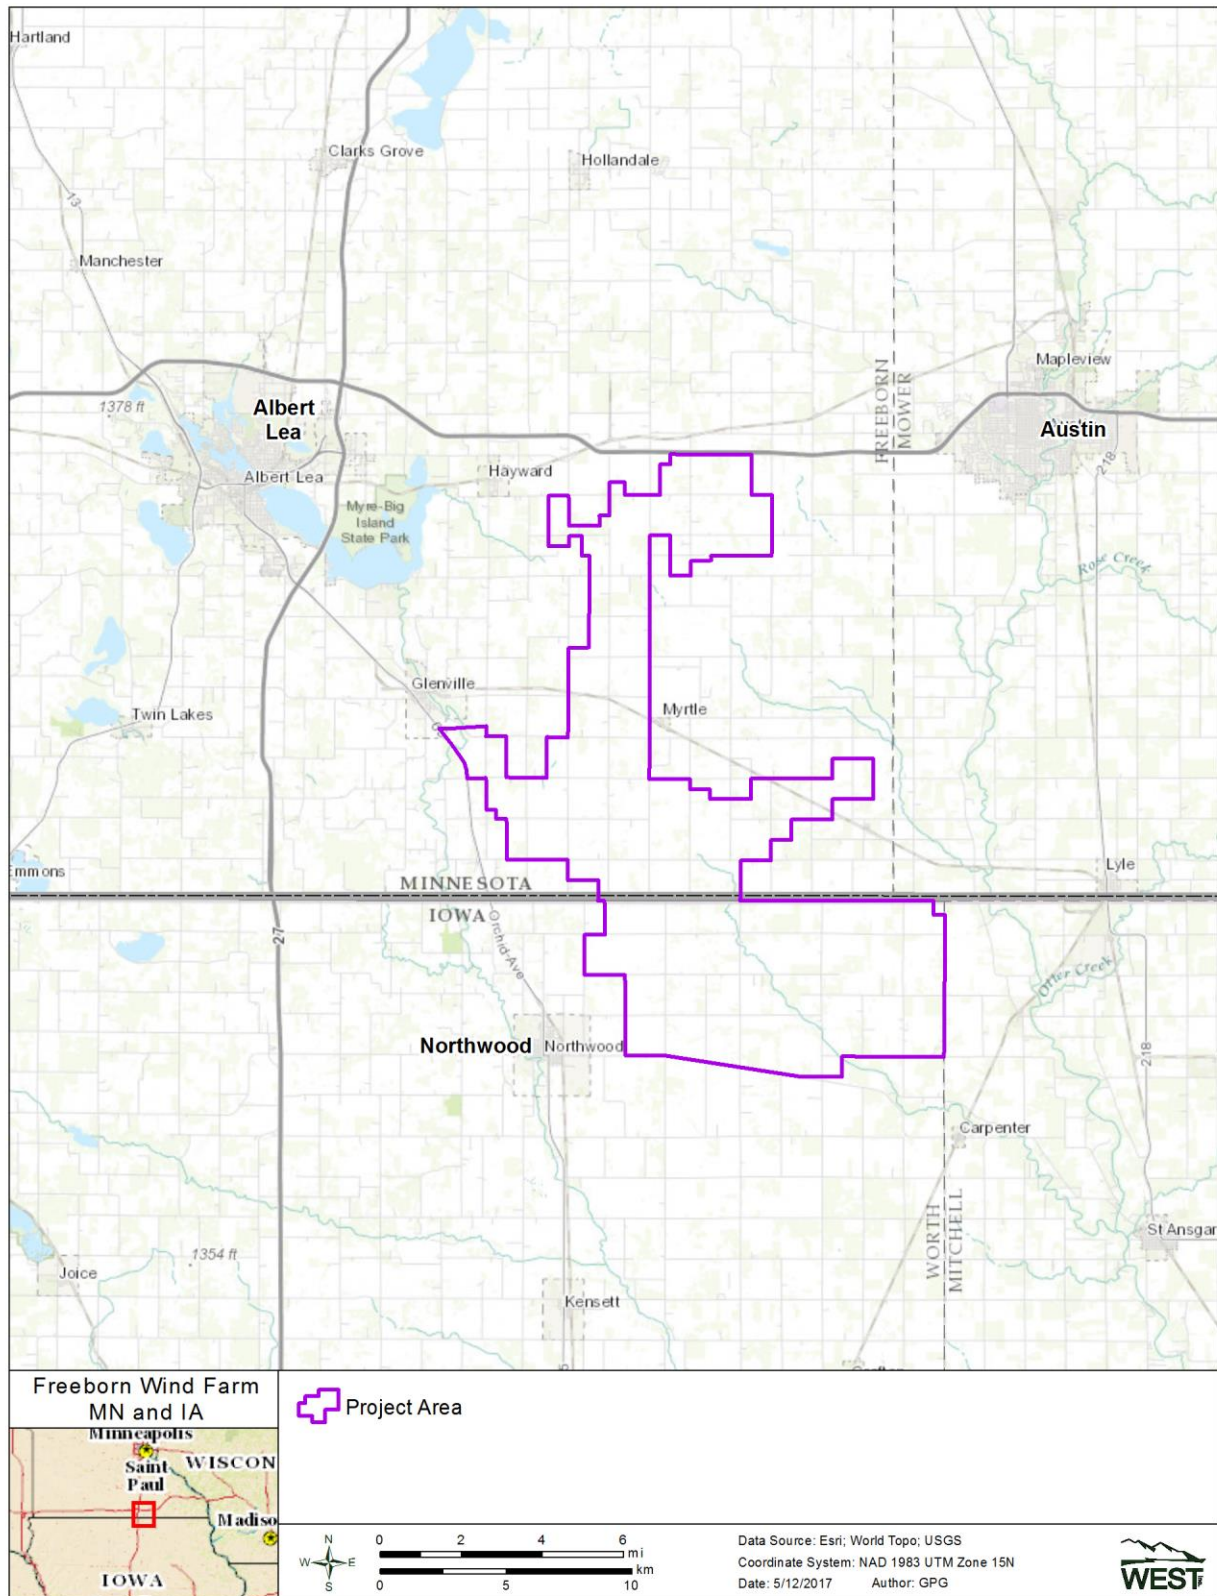 Hartland
Clarks Grove
Hollandale
13
Manchester
Mapleview
FREEBORN
MOWER
1378 ft
Albert
Lea
Austin
Albert Lea
Hayward
218
Myre-Big
Island
State Park
Rose Creek
Glenville
Myrtle
Twin Lakes
mmons
Lyle
MINNESOTA
IOWA
Orchid-Ave
27
Otter Creek
Northwood
Northwood
218
Carpenter
WORTH
MITCHELL
St Ansgar
1354 ft
Joice
Kensett
Freeborn Wind Farm
MN and IA
Project Area
Minneapolis
Saint
Paul
WISCON
Madiso
IOWA
N
W E
S
0 2 4 6
mi
km
0 5 10
Data Source: Esri; World Topo; USGS
Coordinate System: NAD 1983 UTM Zone 15N
Date: 5/12/2017 Author: GPG
WEST